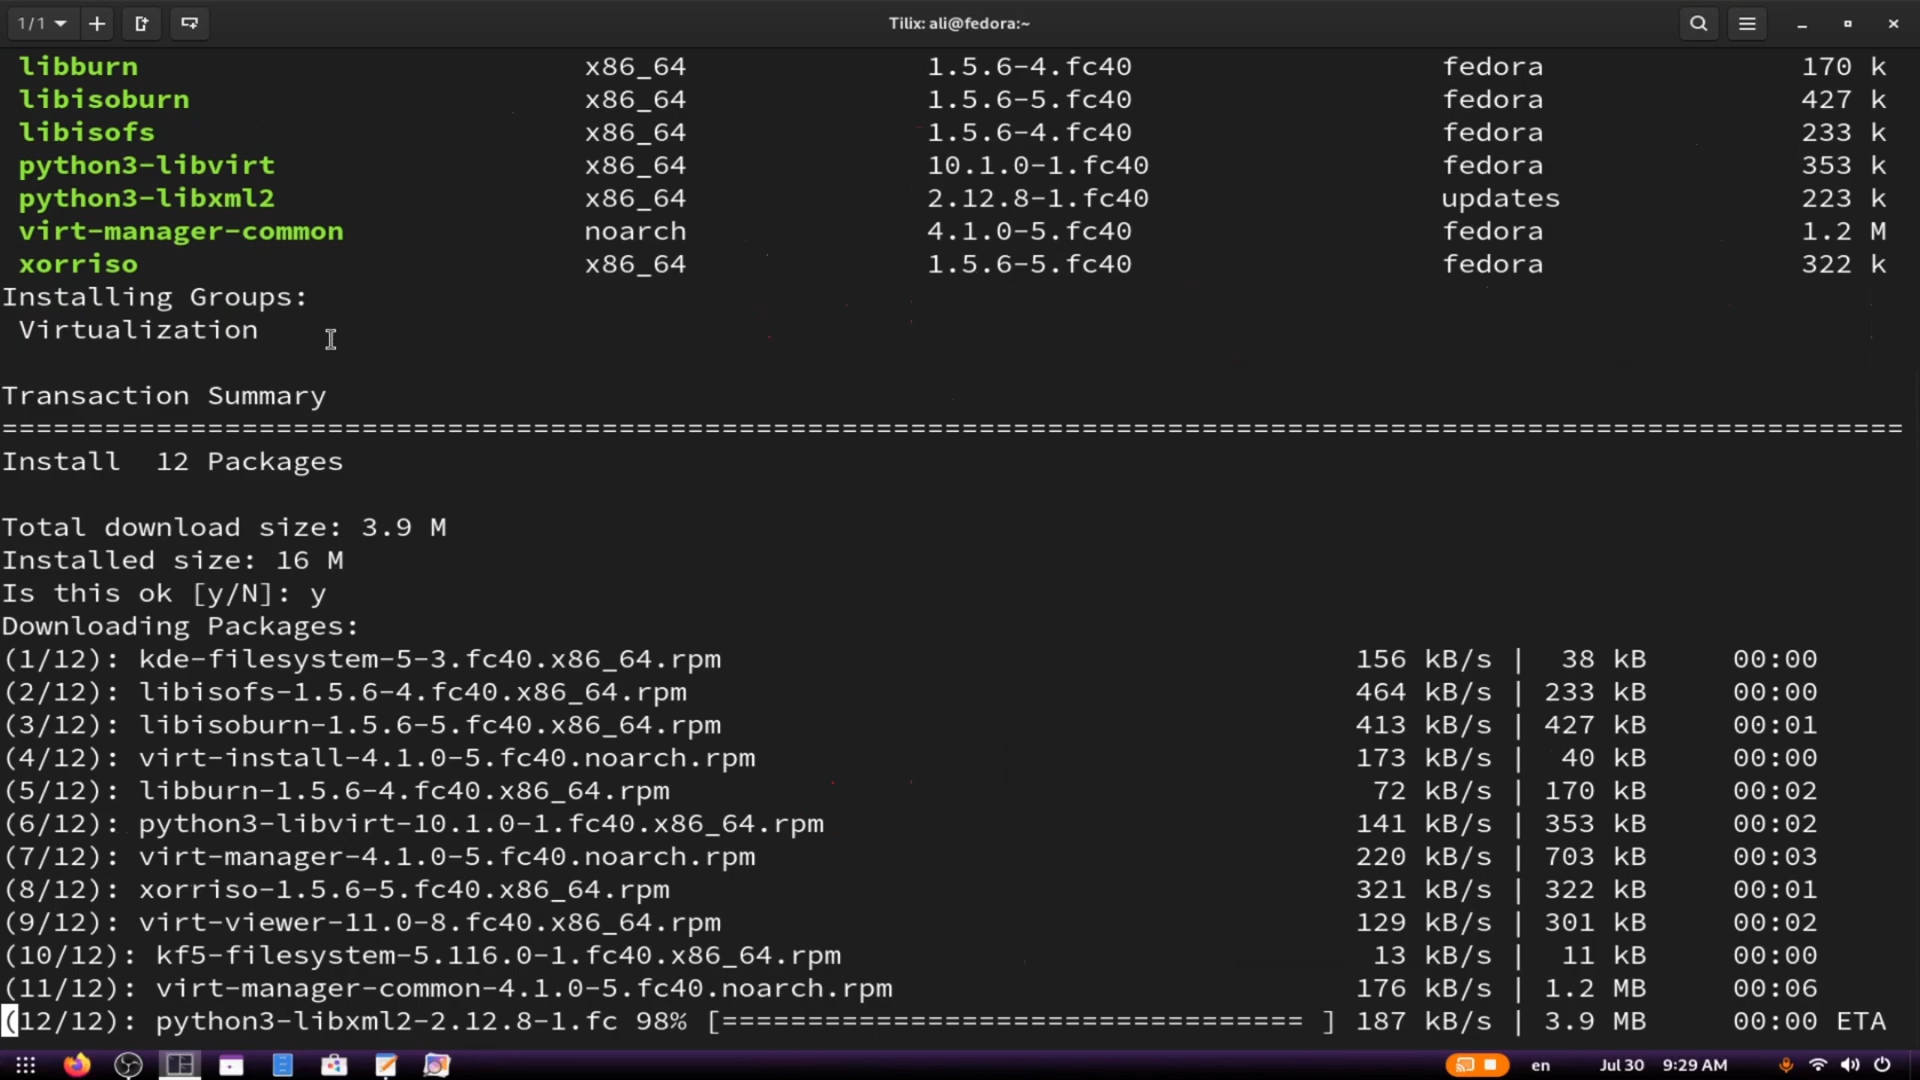 1/1 Tilix: ali@fedora:~
libburn x86_64 1.5.6-4.fc40 fedora 170 k
libisoburn x86_64 1.5.6-5.fc40 fedora 427 k
libisofs x86_64 1.5.6-4.fc40 fedora 233 k
python3-libvirt x86_64 10.1.0-1.fc40 fedora 353 k
python3-libxml2 x86_64 2.12.8-1.fc40 updates 223 k
virt-manager-common noarch 4.1.0-5.fc40 fedora 1.2 M
xorriso x86_64 1.5.6-5.fc40 fedora 322 k
Installing Groups:
Virtualization
Transaction Summary
===============================================================================================================
Install 12 Packages
Total download size: 3.9 M
Installed size: 16 M
Is this ok [y/N]: y
Downloading Packages:
(1/12): kde-filesystem-5-3.fc40.x86_64.rpm 156 kB/s | 38 kB 00:00
(2/12): libisofs-1.5.6-4.fc40.x86_64.rpm 464 kB/s | 233 kB 00:00
(3/12): libisoburn-1.5.6-5.fc40.x86_64.rpm 413 kB/s | 427 kB 00:01
(4/12): virt-install-4.1.0-5.fc40.noarch.rpm 173 kB/s | 40 kB 00:00
(5/12): libburn-1.5.6-4.fc40.x86_64.rpm 72 kB/s | 170 kB 00:02
(6/12): python3-libvirt-10.1.0-1.fc40.x86_64.rpm 141 kB/s | 353 kB 00:02
(7/12): virt-manager-4.1.0-5.fc40.noarch.rpm 220 kB/s | 703 kB 00:03
(8/12): xorriso-1.5.6-5.fc40.x86_64.rpm 321 kB/s | 322 kB 00:01
(9/12): virt-viewer-11.0-8.fc40.x86_64.rpm 129 kB/s | 301 kB 00:02
(10/12): kf5-filesystem-5.116.0-1.fc40.x86_64.rpm 13 kB/s | 11 kB 00:00
(11/12): virt-manager-common-4.1.0-5.fc40.noarch.rpm 176 kB/s | 1.2 MB 00:06
(12/12): python3-libxml2-2.12.8-1.fc 98% [================================== ] 187 kB/s | 3.9 MB 00:00 ETA
en Jul 30 9:29 AM